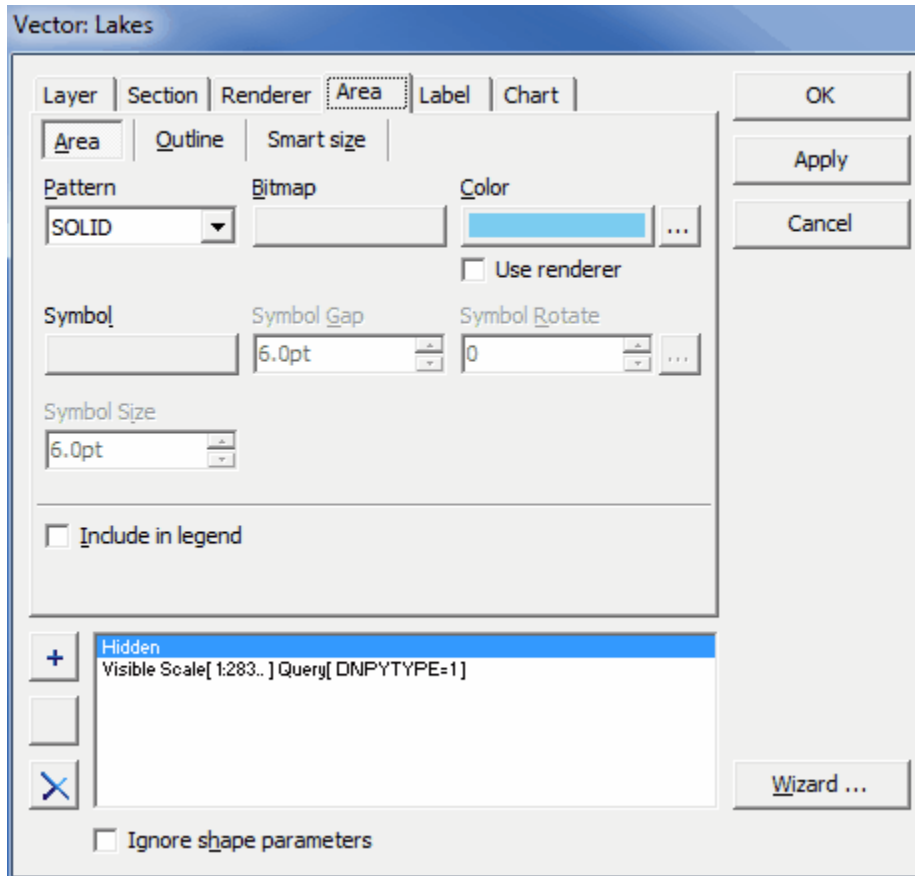 Vector: Lakes
Layer Section Renderer Area Label Chart
OK
Area Outline Smart size
Apply
Pattern Bitmap Color
SOLID ...
Cancel
Use renderer
Symbol Symbol Gap Symbol Rotate
6.0pt 0 ...
Symbol Size
6.0pt
Include in legend
+ Hidden
Visible Scale[ 1:283.. ] Query[ DNPYTYPE=1 ]
Wizard ...
Ignore shape parameters